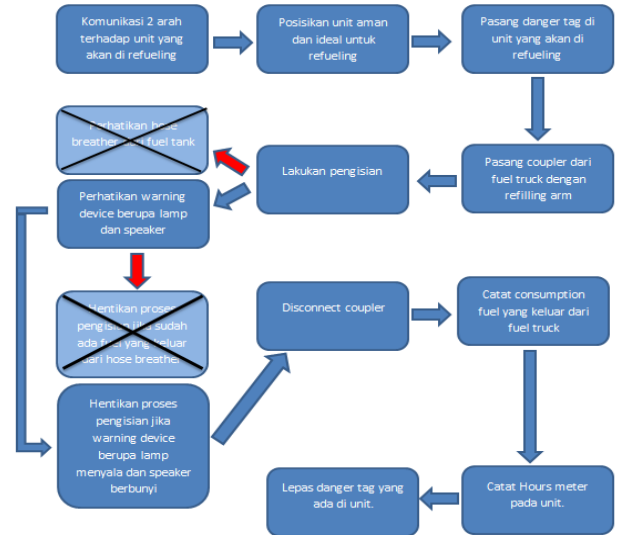 Komunikasi 2 arah
terhadap unit yang
akan di refueling
Posisikan unit aman
dan ideal untuk
refueling
Pasang danger tag di
unit yang akan di
refueling
Perhatikan hose
breather dari fuel tank
Lakukan pengisian
Pasang coupler dari
fuel truck dengan
refilling arm
Perhatikan warning
device berupa lamp
dan speaker
Hentikan proses
pengisian jika sudah
ada fuel yang keluar
dari hose breather
Disconnect coupler
Catat consumption
fuel yang keluar dari
fuel truck
Hentikan proses
pengisian jika
warning device
berupa lamp
menyala dan speaker
berbunyi
Lepas danger tag yang
ada di unit.
Catat Hours meter
pada unit.